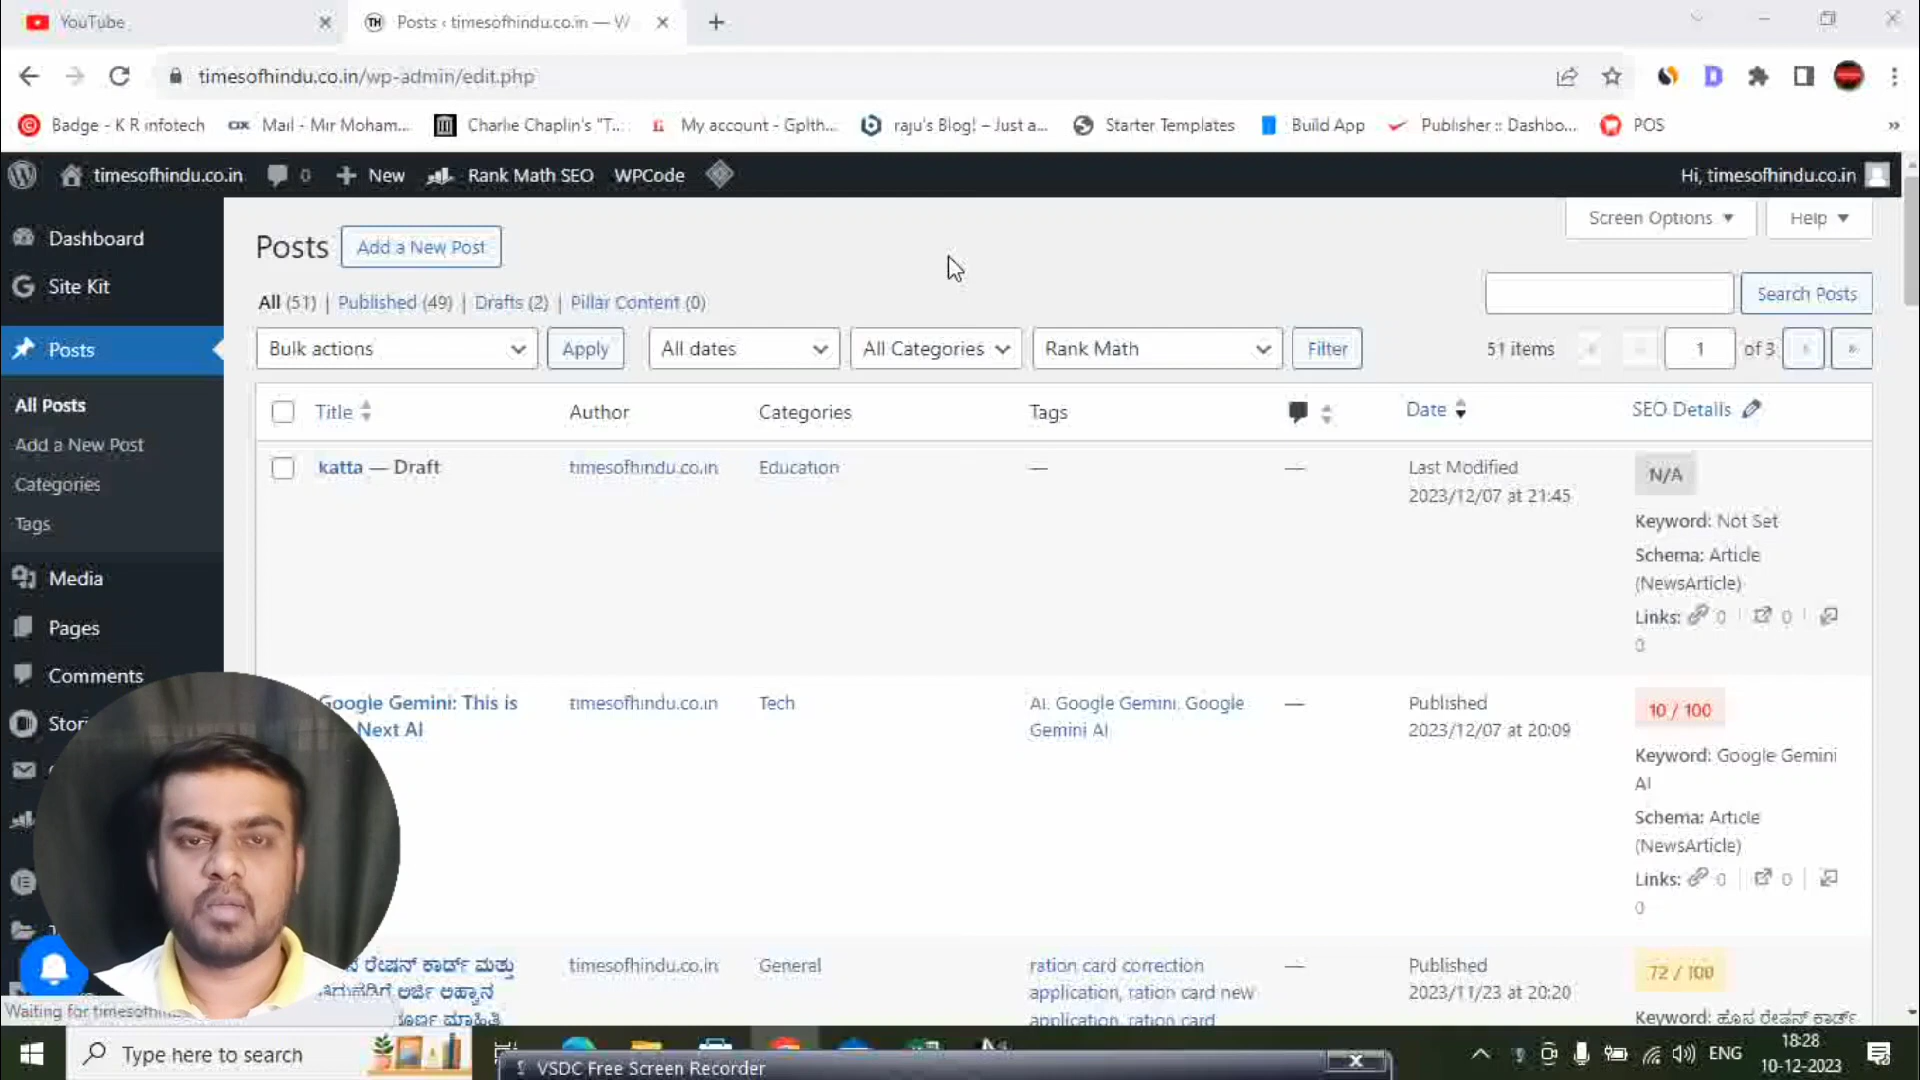 YouTube
Posts ‹ timesofhindu.co.in — W
timesofhindu.co.in/wp-admin/edit.php
Badge - K R infotech
Mail - Mir Moham...
Charlie Chaplin's "T...
My account - Gplth...
raju's Blog! – Just a...
Starter Templates
Build App
Publisher :: Dashbo...
POS
»
timesofhindu.co.in
0
New
Rank Math SEO
WPCode
Hi, timesofhindu.co.in
Dashboard
Site Kit
Posts
All Posts
Add a New Post
Categories
Tags
Media
Pages
Comments
Posts
Add a New Post
Screen Options
Help
All (51) | Published (49) | Drafts (2) | Pillar Content (0)
Search Posts
Bulk actions
Apply
All dates
All Categories
Rank Math
Filter
51 items
1
of 3
Title
Author
Categories
Tags
Date
SEO Details
katta — Draft
timesofhindu.co.in
Education
—
—
Last Modified
2023/12/07 at 21:45
N/A
Keyword: Not Set
Schema: Article
(NewsArticle)
Links: 0 | 0 |
0
Google Gemini: This is
Next AI
timesofhindu.co.in
Tech
AI, Google Gemini, Google
Gemini AI
—
Published
2023/12/07 at 20:09
10 / 100
Keyword: Google Gemini
AI
Schema: Article
(NewsArticle)
Links: 0 | 0 |
0
ರೇಷನ್ ಕಾರ್ಡ್ ಮತ್ತು
ಅರ್ಜಿ ಅಹ್ವಾನ
ಮಾಹಿತಿ
timesofhindu.co.in
General
ration card correction
application, ration card new
application, ration card
—
Published
2023/11/23 at 20:20
72 / 100
Keyword: ಹೊಸ ರೇಷನ್ ಕಾರ್ಡ್
Type here to search
VSDC Free Screen Recorder
ENG
18:28
10-12-2023